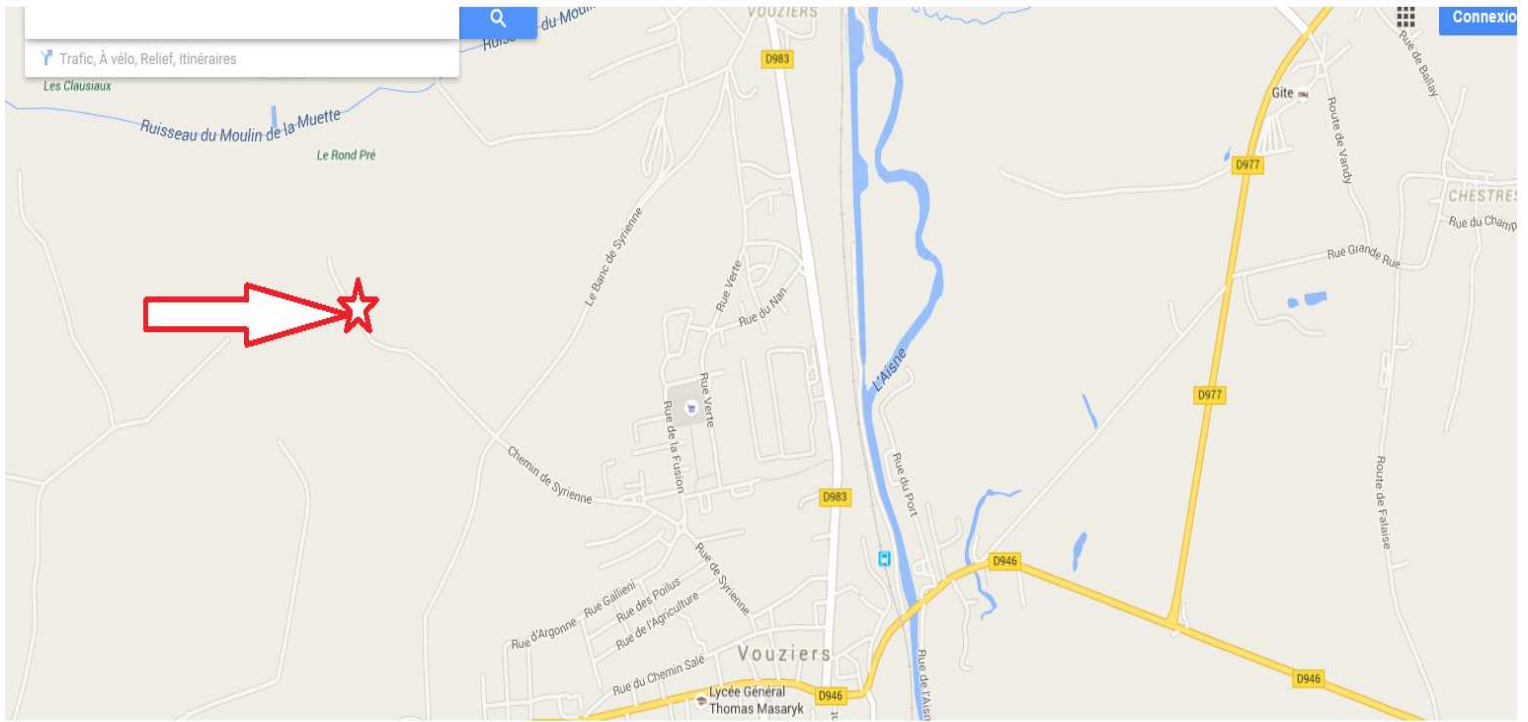 VOUZIERS
Connexio
Ruisseau du Moulin
D983
Trafic, À vélo, Relief, Itinéraires
Les Clausiaux
Rue de Ballay
Gite
Route de Vandy
Ruisseau du Moulin de la Muette
Le Rond Pré
D977
CHESTRES
Rue du Champ
Le Banc de Syrienne
Rue Verte
Rue Grande Rue
Rue du Nan
L'Aisne
Rue Verte
D977
Rue de la Fusion
Chemin de Syrienne
Rue du Port
Route de Falaise
D983
D946
Rue de Syrienne
Rue Gallieni
Rue des Poilus
Rue d'Argonne
Rue de l'Agriculture
Vouziers
Rue du Chemin Salé
Rue de l'Aisn
D946
Lycée Général
Thomas Masaryk
D946